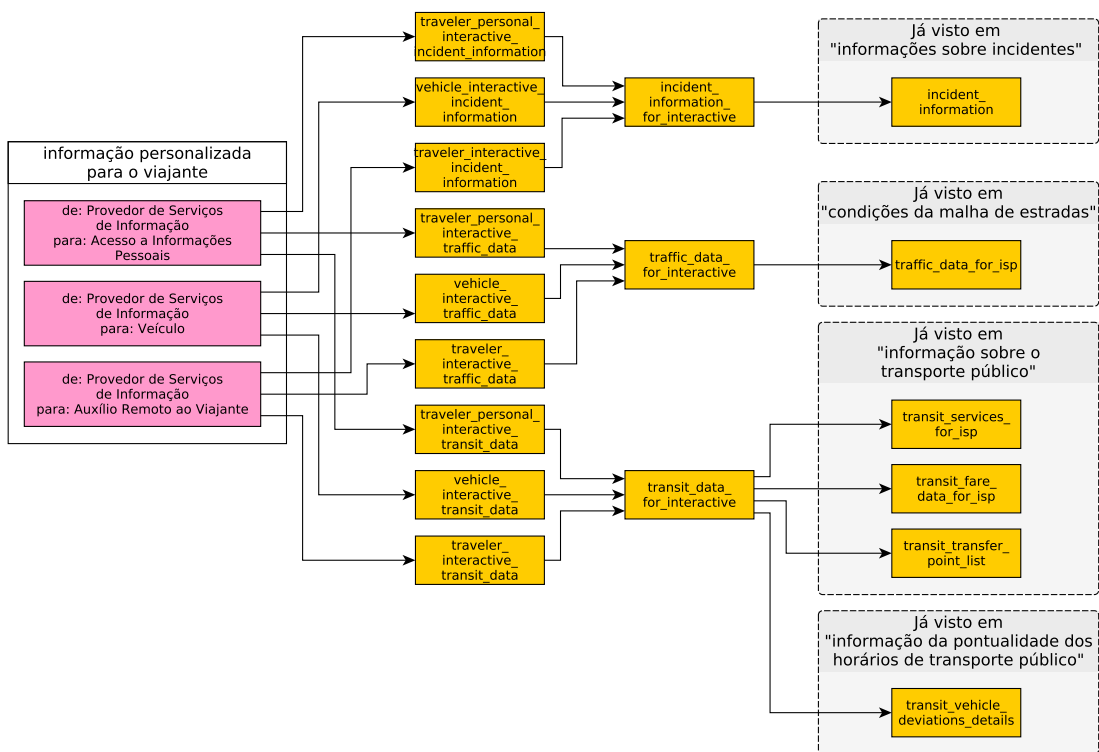 informação personalizada
para o viajante
de: Provedor de Serviços
de Informação
para: Acesso a Informações
Pessoais
de: Provedor de Serviços
de Informação
para: Veículo
de: Provedor de Serviços
de Informação
para: Auxílio Remoto ao Viajante
traveler_personal_
interactive_
incident_information
vehicle_interactive_
incident_
information
traveler_interactive_
incident_
information
traveler_personal_
interactive_
traffic_data
vehicle_
interactive_
traffic_data
traveler_
interactive_
traffic_data
traveler_personal_
interactive_
transit_data
vehicle_
interactive_
transit_data
traveler_
interactive_
transit_data
incident_
information_
for_interactive
traffic_data_
for_interactive
transit_data_
for_interactive
Já visto em
"informações sobre incidentes"
incident_
information
Já visto em
"condições da malha de estradas"
traffic_data_for_isp
Já visto em
"informação sobre o
transporte público"
transit_services_
for_isp
transit_fare_
data_for_isp
transit_transfer_
point_list
Já visto em
"informação da pontualidade dos
horários de transporte público"
transit_vehicle_
deviations_details